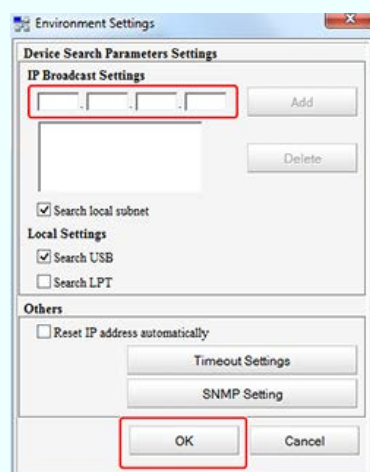 Environment Settings
Device Search Parameters Settings
IP Broadcast Settings
. . .
Add
Delete
Search local subnet
Local Settings
Search USB
Search LPT
Others
Reset IP address automatically
Timeout Settings
SNMP Setting
OK
Cancel